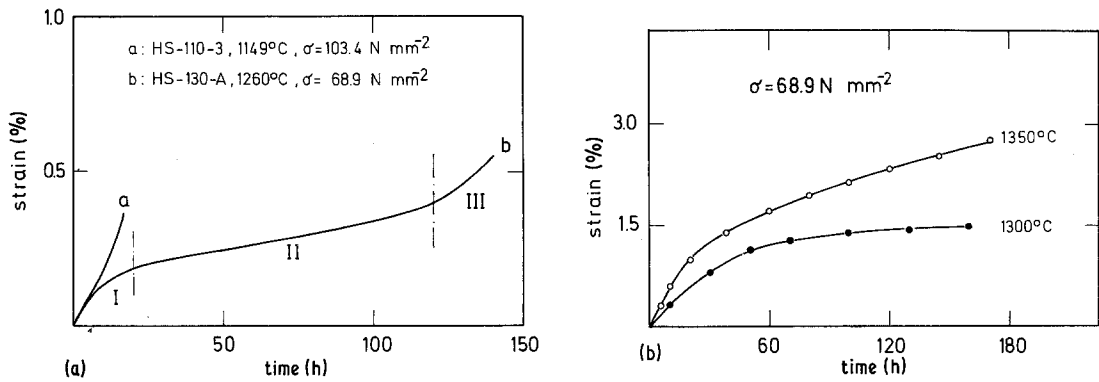 1.0
a: HS-110-3, 1149°C, σ=103.4 N mm-2
b: HS-130-A, 1260°C, σ= 68.9 N mm-2
strain (%)
0.5
a
b
I
II
III
0
50
100
150
(a)
time (h)
σ=68.9 N mm-2
3.0
1350°C
strain (%)
1.5
1300°C
0
60
120
180
(b)
time (h)